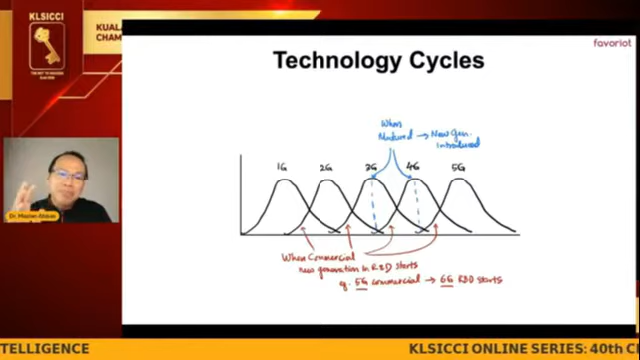 KLSICCI
KUA
CHAM
favoriot
Technology Cycles
When
Matured → New Gen.
Introduced
1G 2G 3G 4G 5G
When Commercial
new generation in R&D starts
eg. 5G commercial → 6G R&D starts
TELLIGENCE
KLSICCI ONLINE SERIES: 40th C